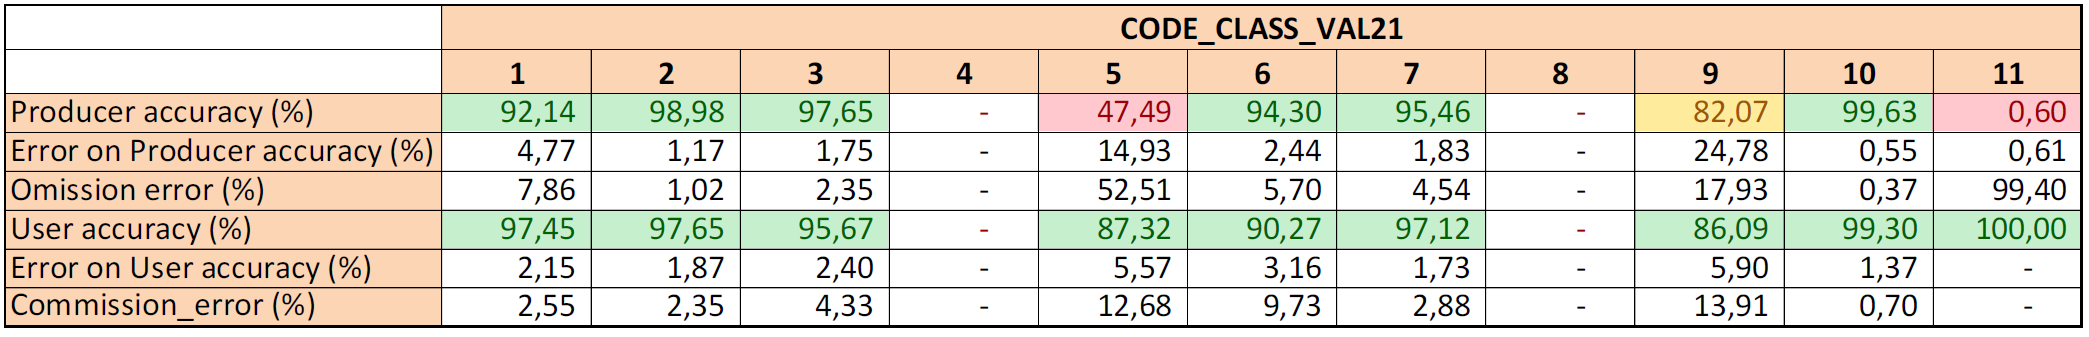 CODE_CLASS_VAL21
1 2 3 4 5 6 7 8 9 10 11
Producer accuracy (%) 92,14 98,98 97,65 - 47,49 94,30 95,46 - 82,07 99,63 0,60
Error on Producer accuracy (%) 4,77 1,17 1,75 - 14,93 2,44 1,83 - 24,78 0,55 0,61
Omission error (%) 7,86 1,02 2,35 - 52,51 5,70 4,54 - 17,93 0,37 99,40
User accuracy (%) 97,45 97,65 95,67 - 87,32 90,27 97,12 - 86,09 99,30 100,00
Error on User accuracy (%) 2,15 1,87 2,40 - 5,57 3,16 1,73 - 5,90 1,37 -
Commission_error (%) 2,55 2,35 4,33 - 12,68 9,73 2,88 - 13,91 0,70 -